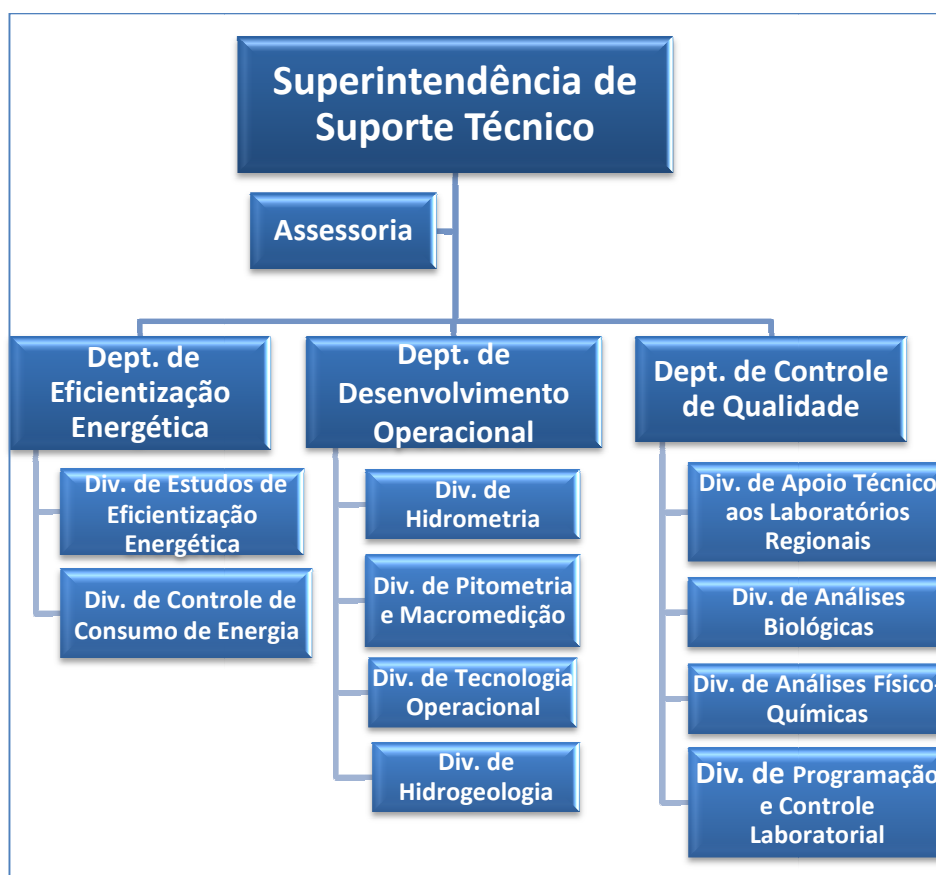 Superintendência de
Suporte Técnico
Assessoria
Dept. de
Eficientização
Energética
Div. de Estudos de
Eficientização
Energética
Div. de Controle de
Consumo de Energia
Dept. de
Desenvolvimento
Operacional
Div. de
Hidrometria
Div. de Pitometria
e Macromedição
Div. de Tecnologia
Operacional
Div. de
Hidrogeologia
Dept. de Controle
de Qualidade
Div. de Apoio Técnico
aos Laboratórios
Regionais
Div. de Análises
Biológicas
Div. de Análises Físico-
Químicas
Div. de Programação
e Controle
Laboratorial